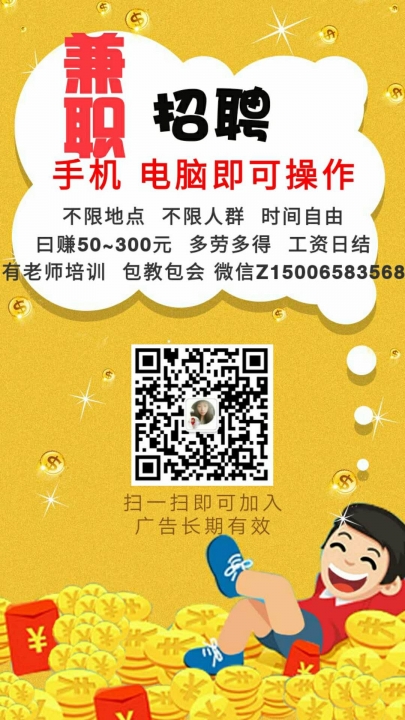 兼职 招聘
手机 电脑即可操作
不限地点 不限人群 时间自由
曰赚50~300元 多劳多得 工资日结
有老师培训 包教包会 微信Z15006583568
扫一扫即可加入
广告长期有效